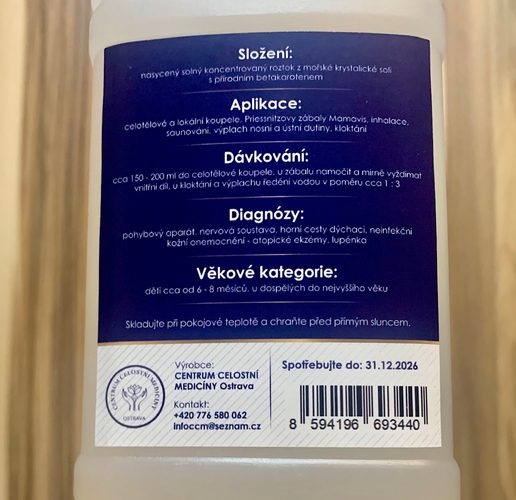 Složení:
nasycený solný koncentrovaný roztok z mořské krystalické soli
s přírodním betakarotenem
Aplikace:
celotělové a lokální koupele, Priessnitzovy zábaly Mamavis, inhalace,
saunování, výplach nosní a ústní dutiny, kloktání
Dávkování:
cca 150 - 200 ml do celotělové koupele, u zábalu namočit a mírně vyždímat
vnitřní díl, u kloktání a výplachu ředění vodou v poměru cca 1 : 3
Diagnózy:
pohybový aparát, nervová soustava, horní cesty dýchací, neinfekční
kožní onemocnění - atopické ekzémy, lupénka
Věkové kategorie:
děti cca od 6 - 8 měsíců, u dospělých do nejvyššího věku
Skladujte při pokojové teplotě a chraňte před přímým sluncem.
CENTRUM CELOSTNÍ MEDICÍNY
OSTRAVA
Výrobce:
CENTRUM CELOSTNÍ
MEDICÍNY Ostrava
Kontakt:
+420 776 580 062
infoccm@seznam.cz
Spotřebujte do: 31.12.2026
8 594196 693440